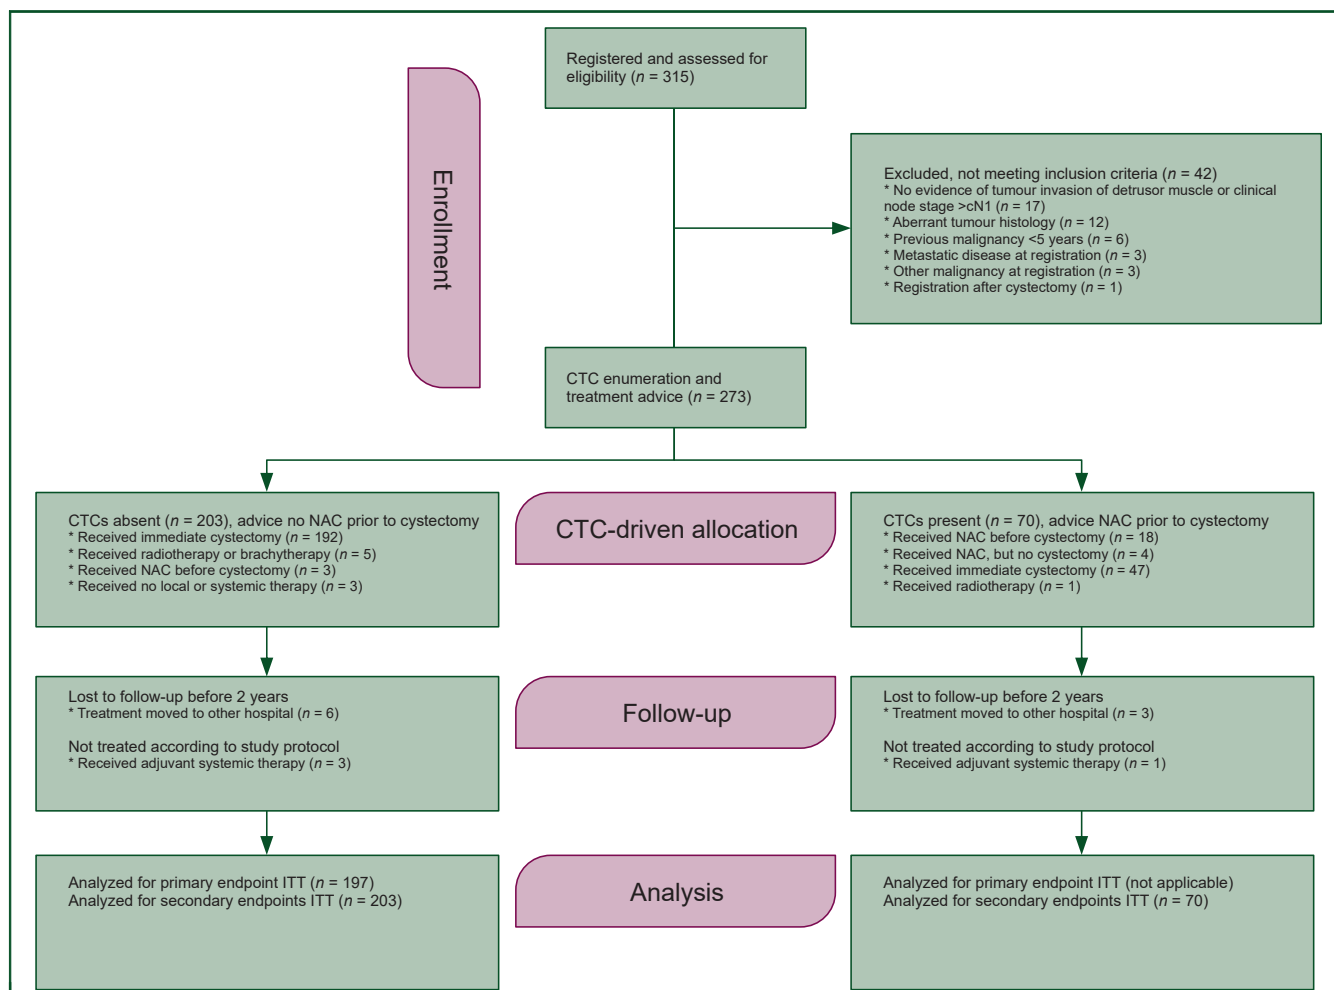 Registered and assessed for
eligibility (n = 315)
Enrollment
Excluded, not meeting inclusion criteria (n = 42)
* No evidence of tumour invasion of detrusor muscle or clinical
node stage >cN1 (n = 17)
* Aberrant tumour histology (n = 12)
* Previous malignancy <5 years (n = 6)
* Metastatic disease at registration (n = 3)
* Other malignancy at registration (n = 3)
* Registration after cystectomy (n = 1)
CTC enumeration and
treatment advice (n = 273)
CTCs absent (n = 203), advice no NAC prior to cystectomy
* Received immediate cystectomy (n = 192)
* Received radiotherapy or brachytherapy (n = 5)
* Received NAC before cystectomy (n = 3)
* Received no local or systemic therapy (n = 3)
CTC-driven allocation
CTCs present (n = 70), advice NAC prior to cystectomy
* Received NAC before cystectomy (n = 18)
* Received NAC, but no cystectomy (n = 4)
* Received immediate cystectomy (n = 47)
* Received radiotherapy (n = 1)
Lost to follow-up before 2 years
* Treatment moved to other hospital (n = 6)
Not treated according to study protocol
* Received adjuvant systemic therapy (n = 3)
Follow-up
Lost to follow-up before 2 years
* Treatment moved to other hospital (n = 3)
Not treated according to study protocol
* Received adjuvant systemic therapy (n = 1)
Analyzed for primary endpoint ITT (n = 197)
Analyzed for secondary endpoints ITT (n = 203)
Analysis
Analyzed for primary endpoint ITT (not applicable)
Analyzed for secondary endpoints ITT (n = 70)